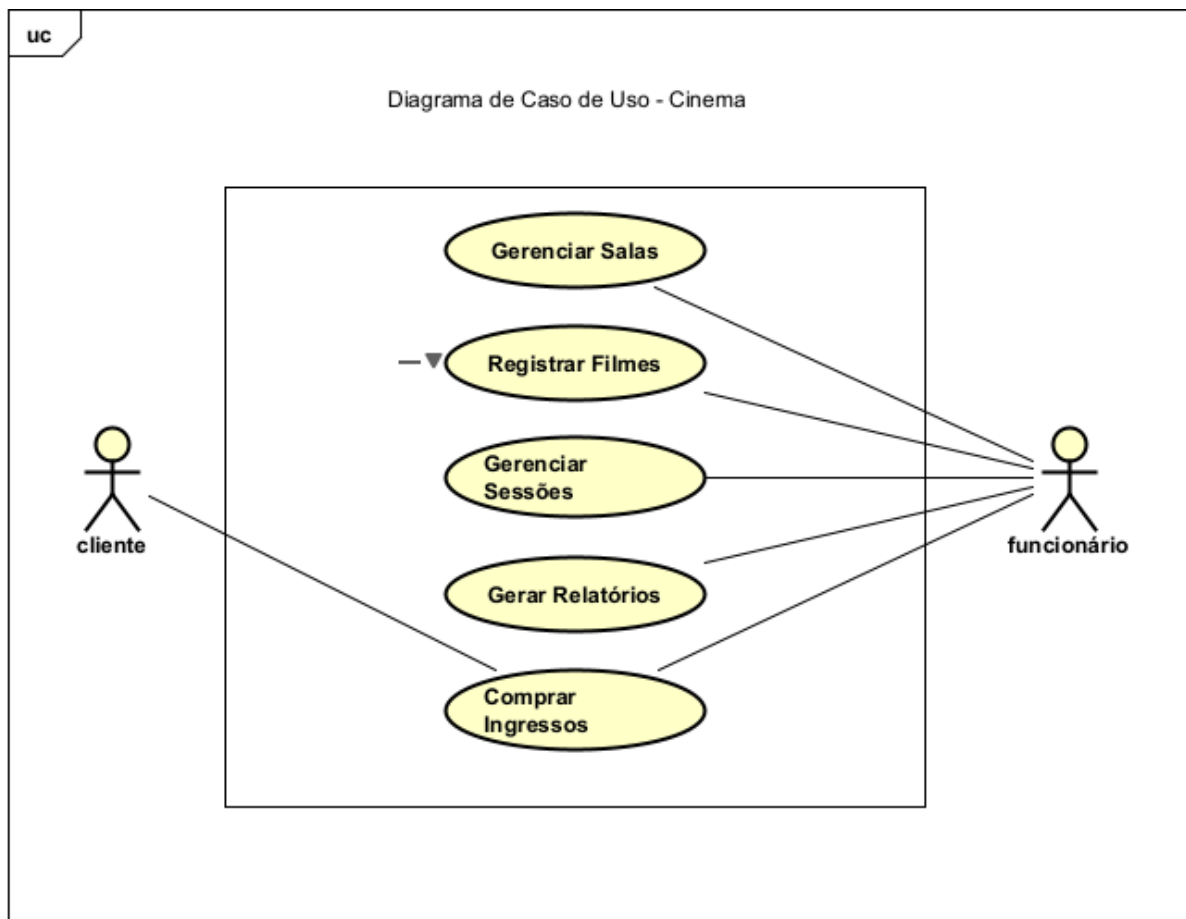 uc
Diagrama de Caso de Uso - Cinema
Gerenciar Salas
Registrar Filmes
Gerenciar
Sessões
cliente
funcionário
Gerar Relatórios
Comprar
Ingressos